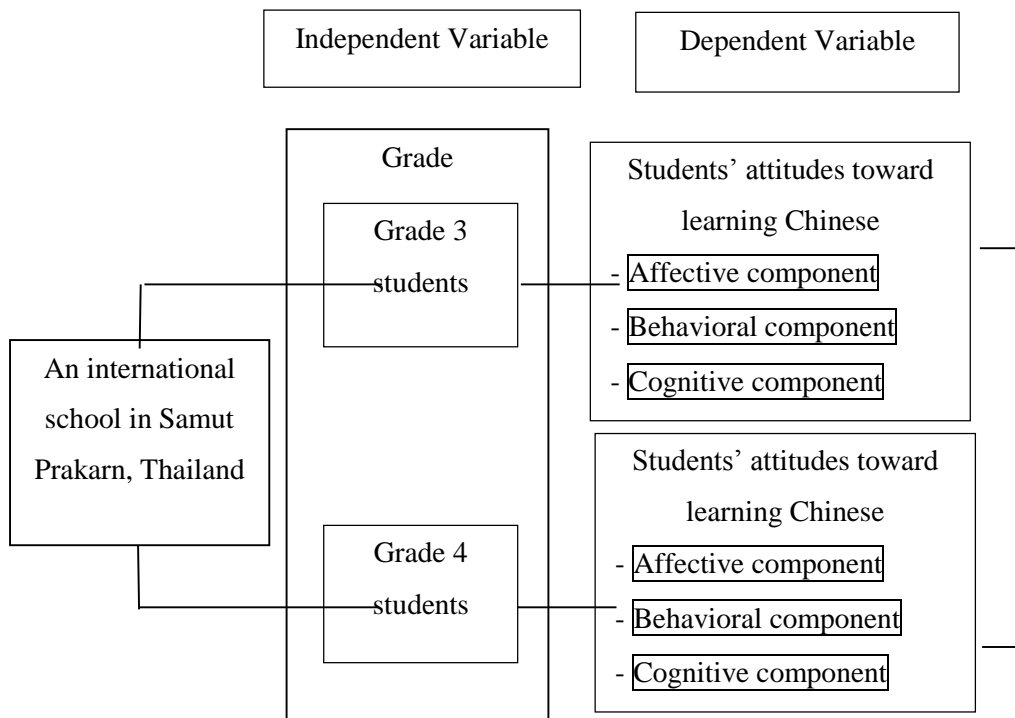 Independent Variable
Dependent Variable
Grade
Grade 3
students
Students’ attitudes toward
learning Chinese
- Affective component
- Behavioral component
- Cognitive component
An international
school in Samut
Prakarn, Thailand
Grade 4
students
Students’ attitudes toward
learning Chinese
- Affective component
- Behavioral component
- Cognitive component